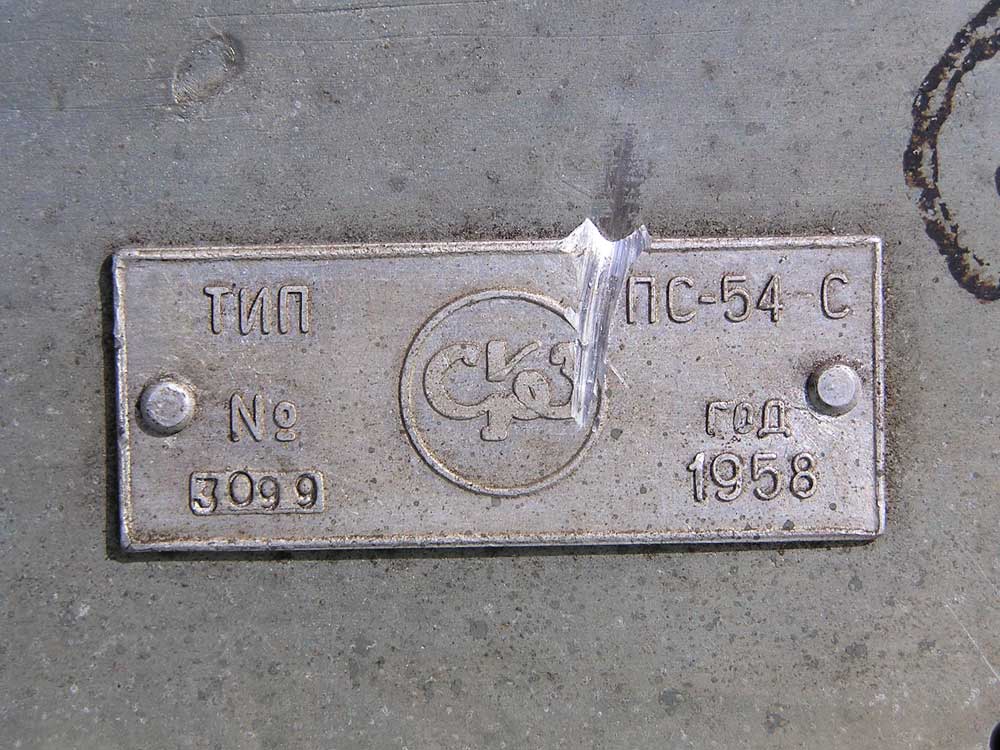 ТИП ПС-54-С
№ год
3099 1958